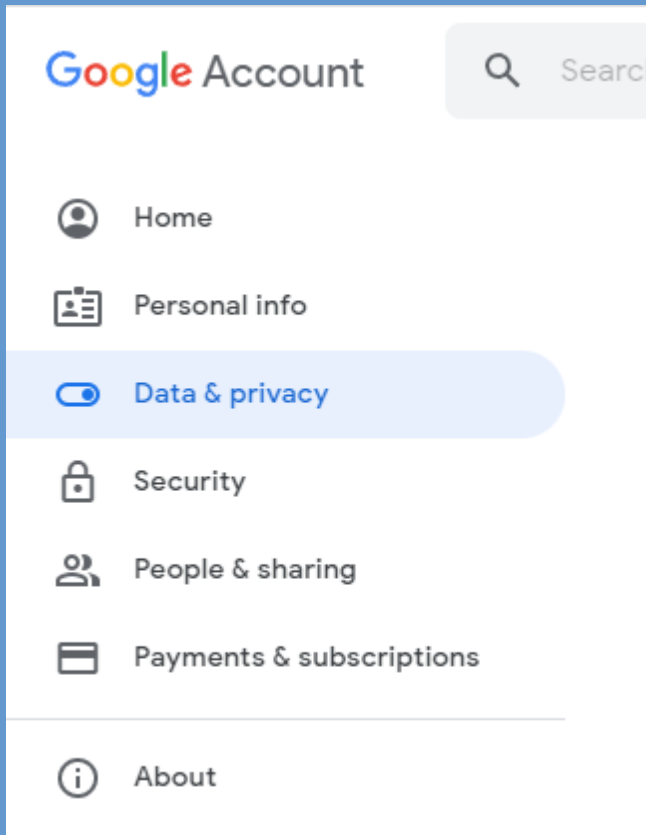 Google Account
Home
Personal info
Data & privacy
Security
People & sharing
Payments & subscriptions
About